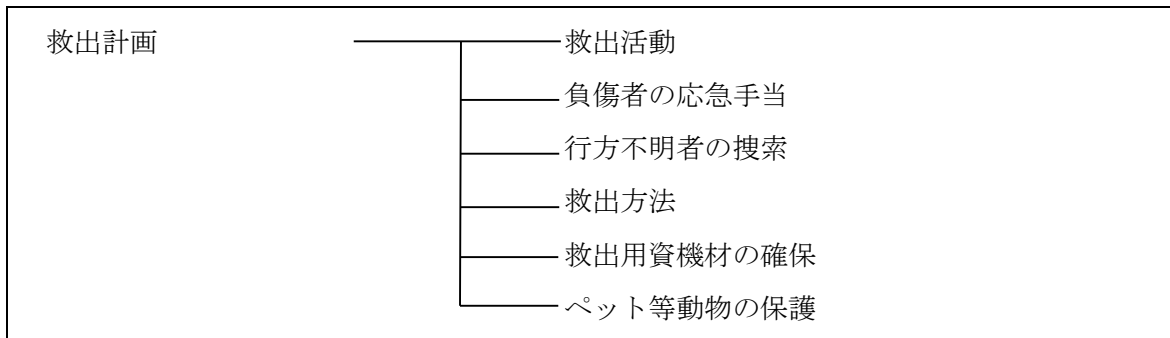 救出計画
救出活動
負傷者の応急手当
行方不明者の捜索
救出方法
救出用資機材の確保
ペット等動物の保護